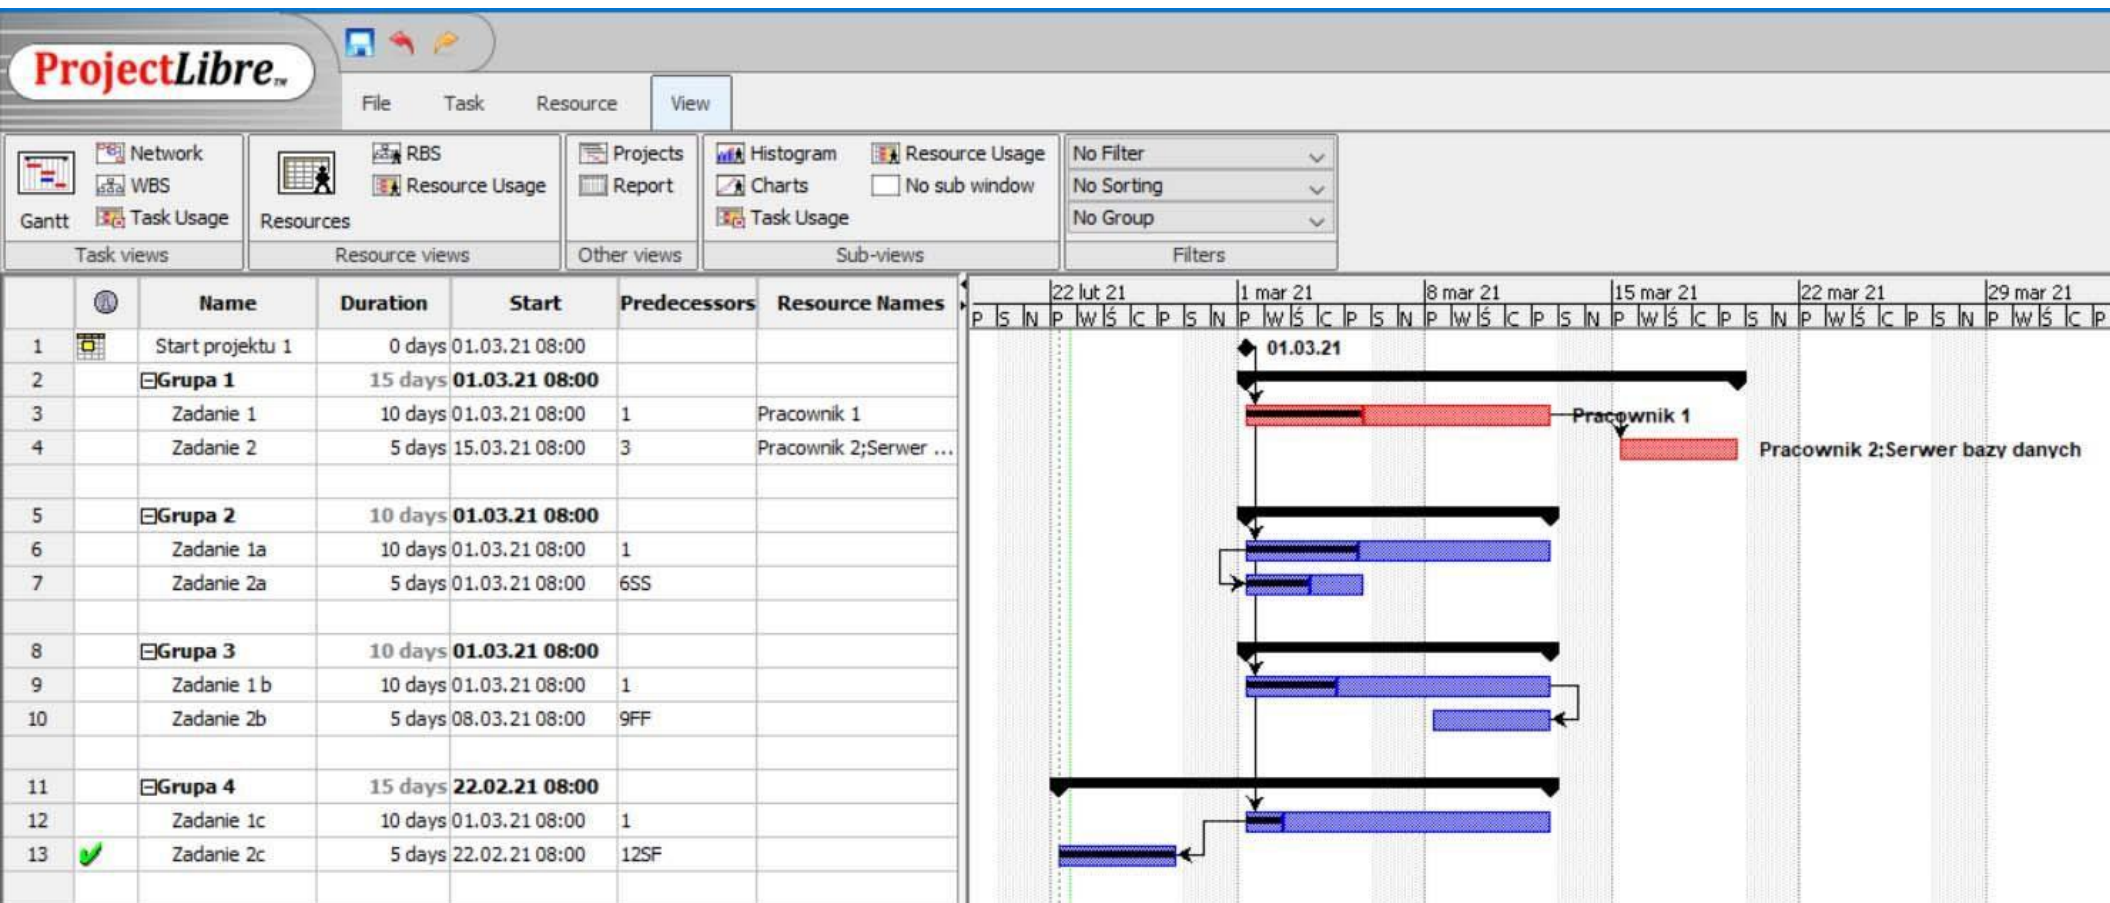 ProjectLibre™
File Task Resource View
Network RBS Projects Histogram Resource Usage No Filter
WBS Resource Usage Report Charts No sub window No Sorting
Gantt Task Usage Resources Task Usage No Group
Task views Resource views Other views Sub-views Filters
22 lut 21 1 mar 21 8 mar 21 15 mar 21 22 mar 21 29 mar 21
Name Duration Start Predecessors Resource Names
P S N P W Ś C P S N P W Ś C P S N P W Ś C P S N P W Ś C P S N P W Ś C P S N P W Ś C P
1 Start projektu 1 0 days 01.03.21 08:00 01.03.21
2 Grupa 1 15 days 01.03.21 08:00
3 Zadanie 1 10 days 01.03.21 08:00 1 Pracownik 1 Pracownik 1
4 Zadanie 2 5 days 15.03.21 08:00 3 Pracownik 2;Serwer ... Pracownik 2;Serwer bazy danych
5 Grupa 2 10 days 01.03.21 08:00
6 Zadanie 1a 10 days 01.03.21 08:00 1
7 Zadanie 2a 5 days 01.03.21 08:00 6SS
8 Grupa 3 10 days 01.03.21 08:00
9 Zadanie 1b 10 days 01.03.21 08:00 1
10 Zadanie 2b 5 days 08.03.21 08:00 9FF
11 Grupa 4 15 days 22.02.21 08:00
12 Zadanie 1c 10 days 01.03.21 08:00 1
13 Zadanie 2c 5 days 22.02.21 08:00 12SF